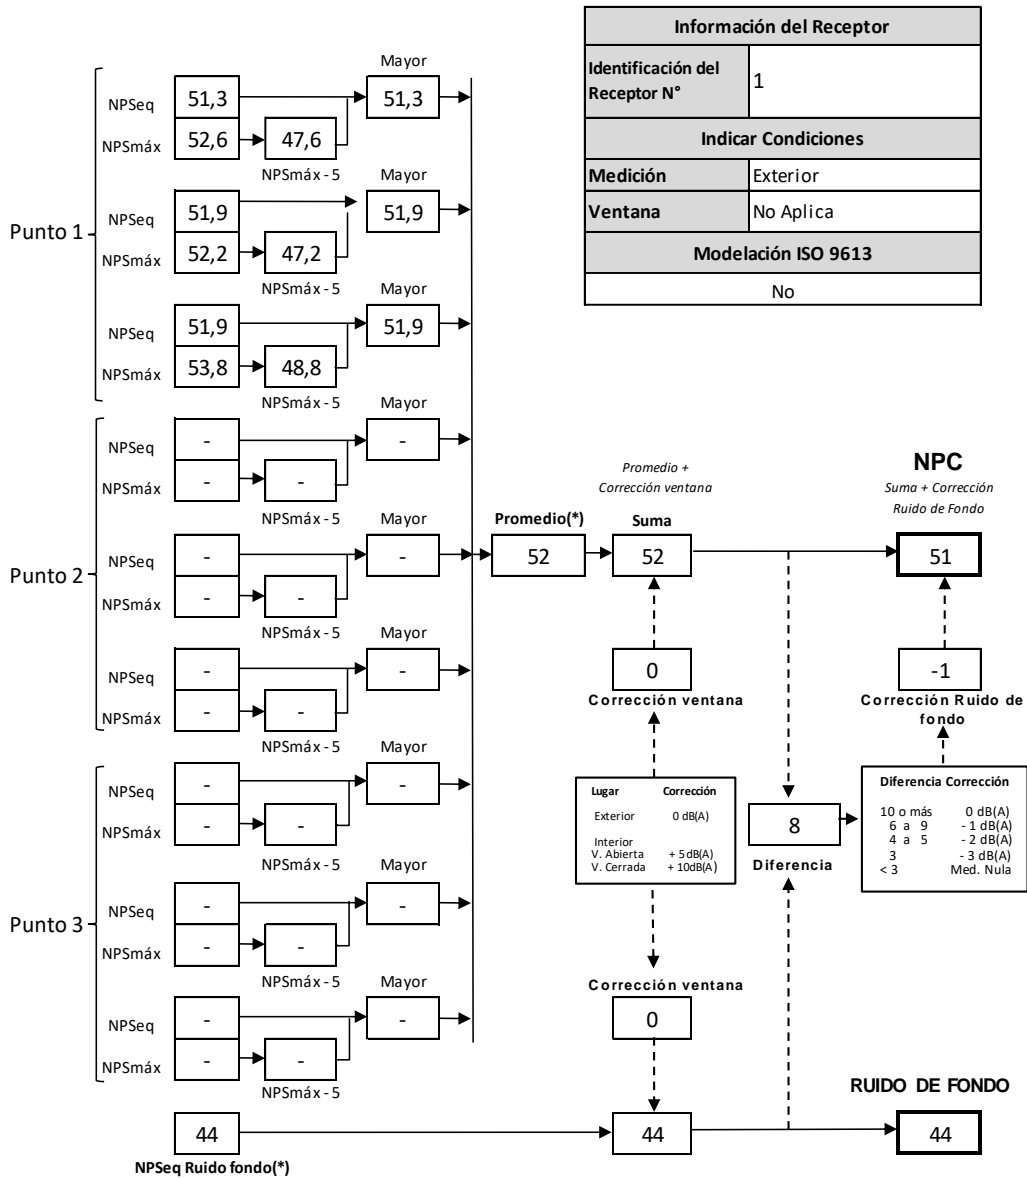 Información del Receptor
Identificación del
Receptor N°
1
Indicar Condiciones
Medición
Exterior
Ventana
No Aplica
Modelación ISO 9613
No
Punto 1
Mayor
NPSeq
51,3
51,3
NPSmáx
52,6
47,6
NPSmáx - 5
Mayor
NPSeq
51,9
51,9
NPSmáx
52,2
47,2
NPSmáx - 5
Mayor
NPSeq
51,9
51,9
NPSmáx
53,8
48,8
NPSmáx - 5
Punto 2
Mayor
NPSeq
-
-
NPSmáx
-
-
NPSmáx - 5
Mayor
NPSeq
-
-
NPSmáx
-
-
NPSmáx - 5
Mayor
NPSeq
-
-
NPSmáx
-
-
NPSmáx - 5
Punto 3
Mayor
NPSeq
-
-
NPSmáx
-
-
NPSmáx - 5
Mayor
NPSeq
-
-
NPSmáx
-
-
NPSmáx - 5
Mayor
NPSeq
-
-
NPSmáx
-
-
NPSmáx - 5
Promedio(*)
52
Promedio +
Corrección ventana
Suma
52
NPC
Suma + Corrección
Ruido de Fondo
51
0
Corrección ventana
-1
Corrección Ruido de
fondo
Lugar Corrección
Exterior 0 dB(A)
Interior
V. Abierta + 5dB(A)
V. Cerrada + 10dB(A)
8
Diferencia
Diferencia Corrección
10 o más 0 dB(A)
6 a 9 - 1 dB(A)
4 a 5 - 2 dB(A)
3 - 3 dB(A)
< 3 Med. Nula
Corrección ventana
0
RUIDO DE FONDO
44
44
44
NPSeq Ruido fondo(*)